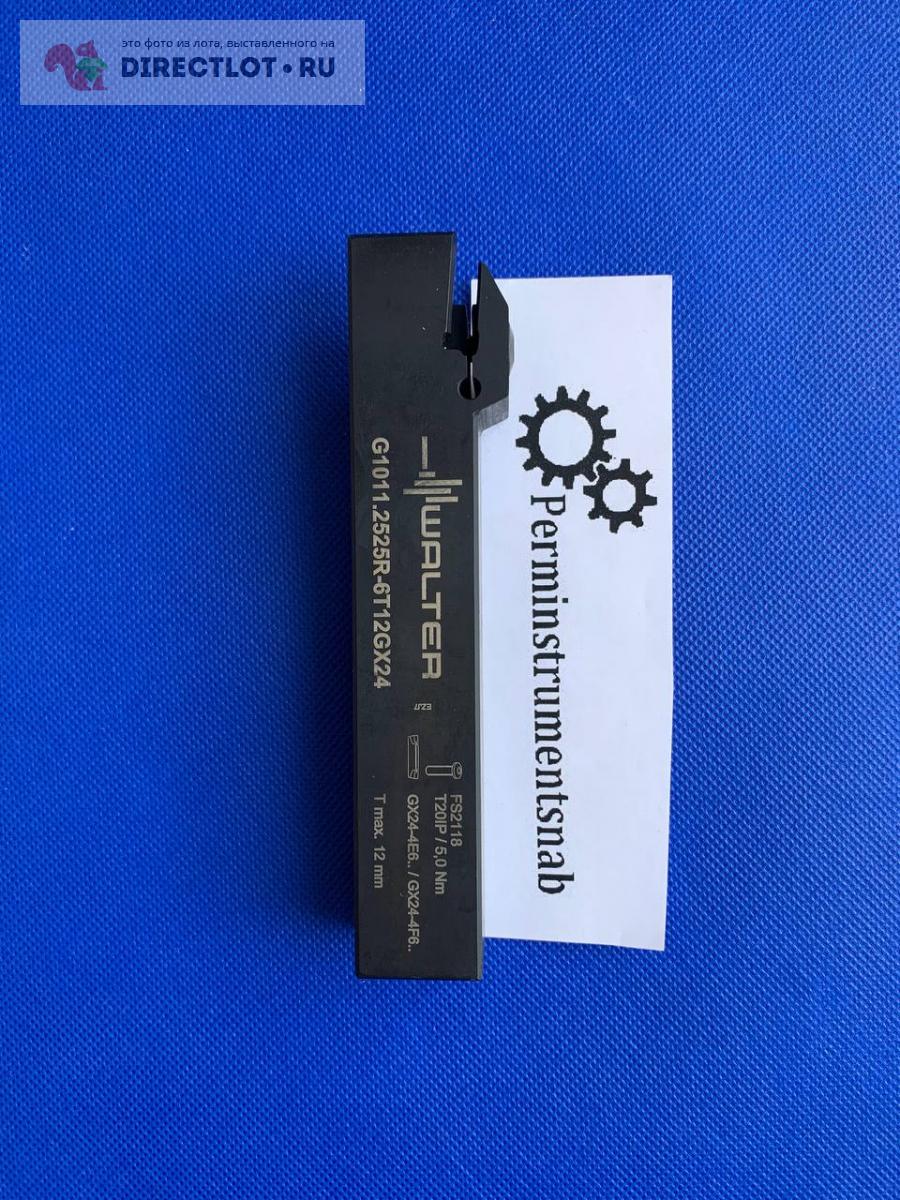 это фото из лота, выставленного на
DIRECTLOT•RU
WALTER
G1011.2525R-6T12GX24
FS2118
T20IP / 5,0 Nm
GX24-4E6.. / GX24-4F6..
T max. 12 mm
Perminstrumentsnab